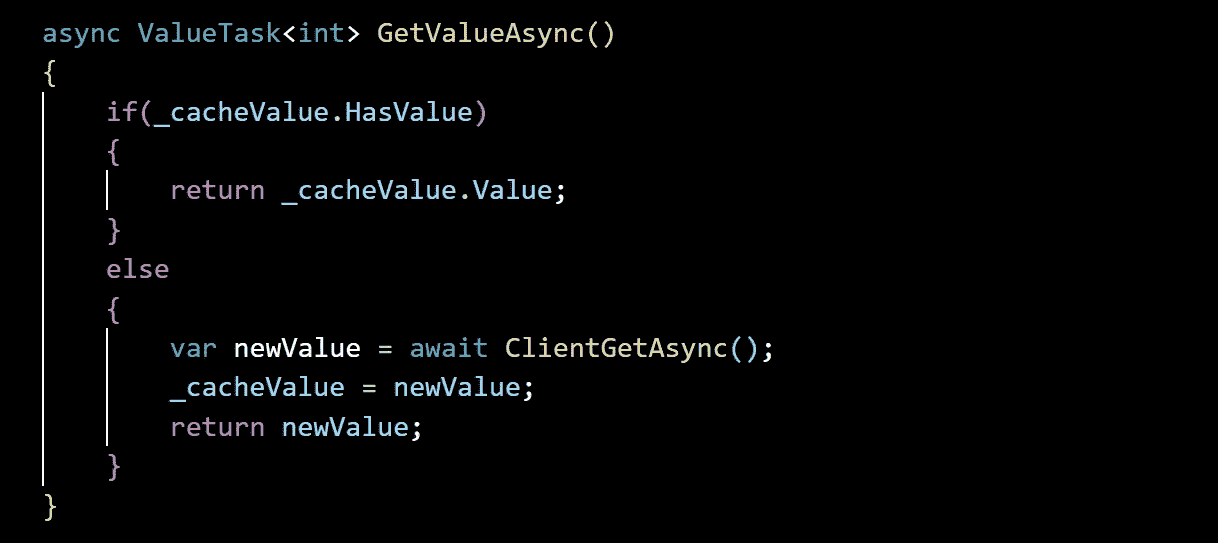 async ValueTask<int> GetValueAsync()
{
    if(_cacheValue.HasValue)
    {
        return _cacheValue.Value;
    }
    else
    {
        var newValue = await ClientGetAsync();
        _cacheValue = newValue;
        return newValue;
    }
}